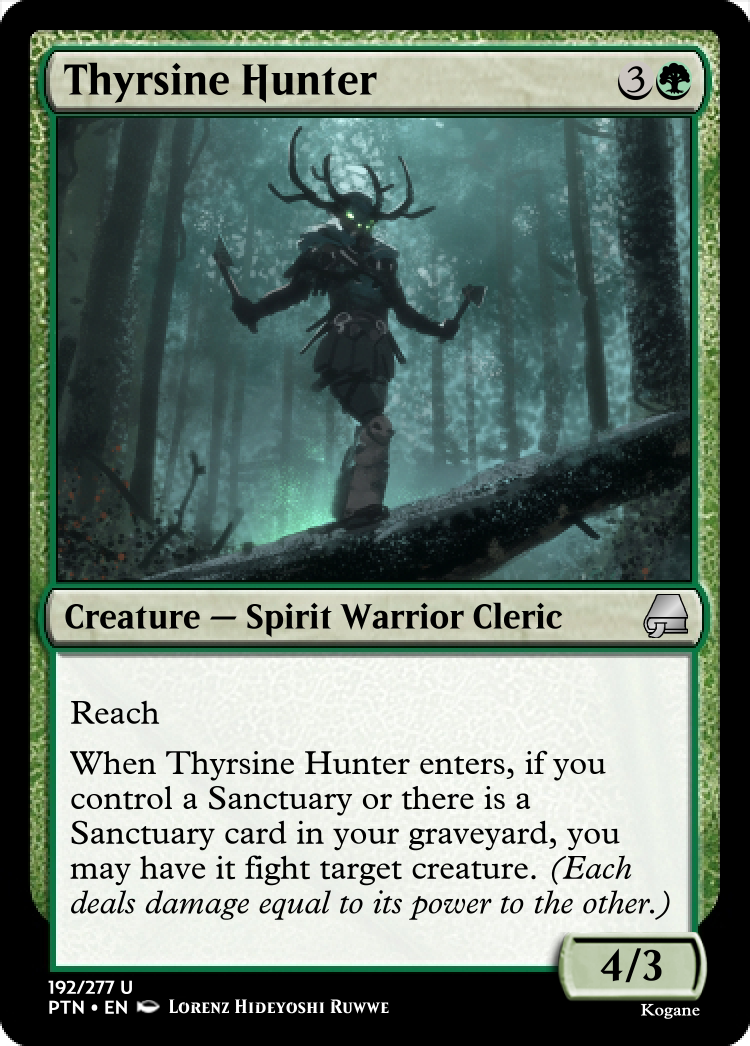 Thyrsine Hunter 3
Creature — Spirit Warrior Cleric
Reach
When Thyrsine Hunter enters, if you
control a Sanctuary or there is a
Sanctuary card in your graveyard, you
may have it fight target creature. (Each
deals damage equal to its power to the other.)
4/3
192/277 U
PTN • EN Lorenz Hideyoshi Ruwwe
Kogane